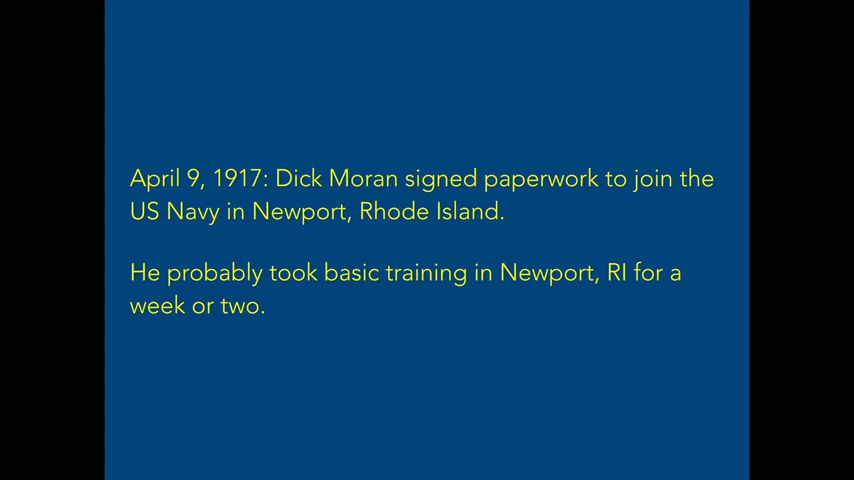 April 9, 1917: Dick Moran signed paperwork to join the
US Navy in Newport, Rhode Island.
He probably took basic training in Newport, RI for a
week or two.